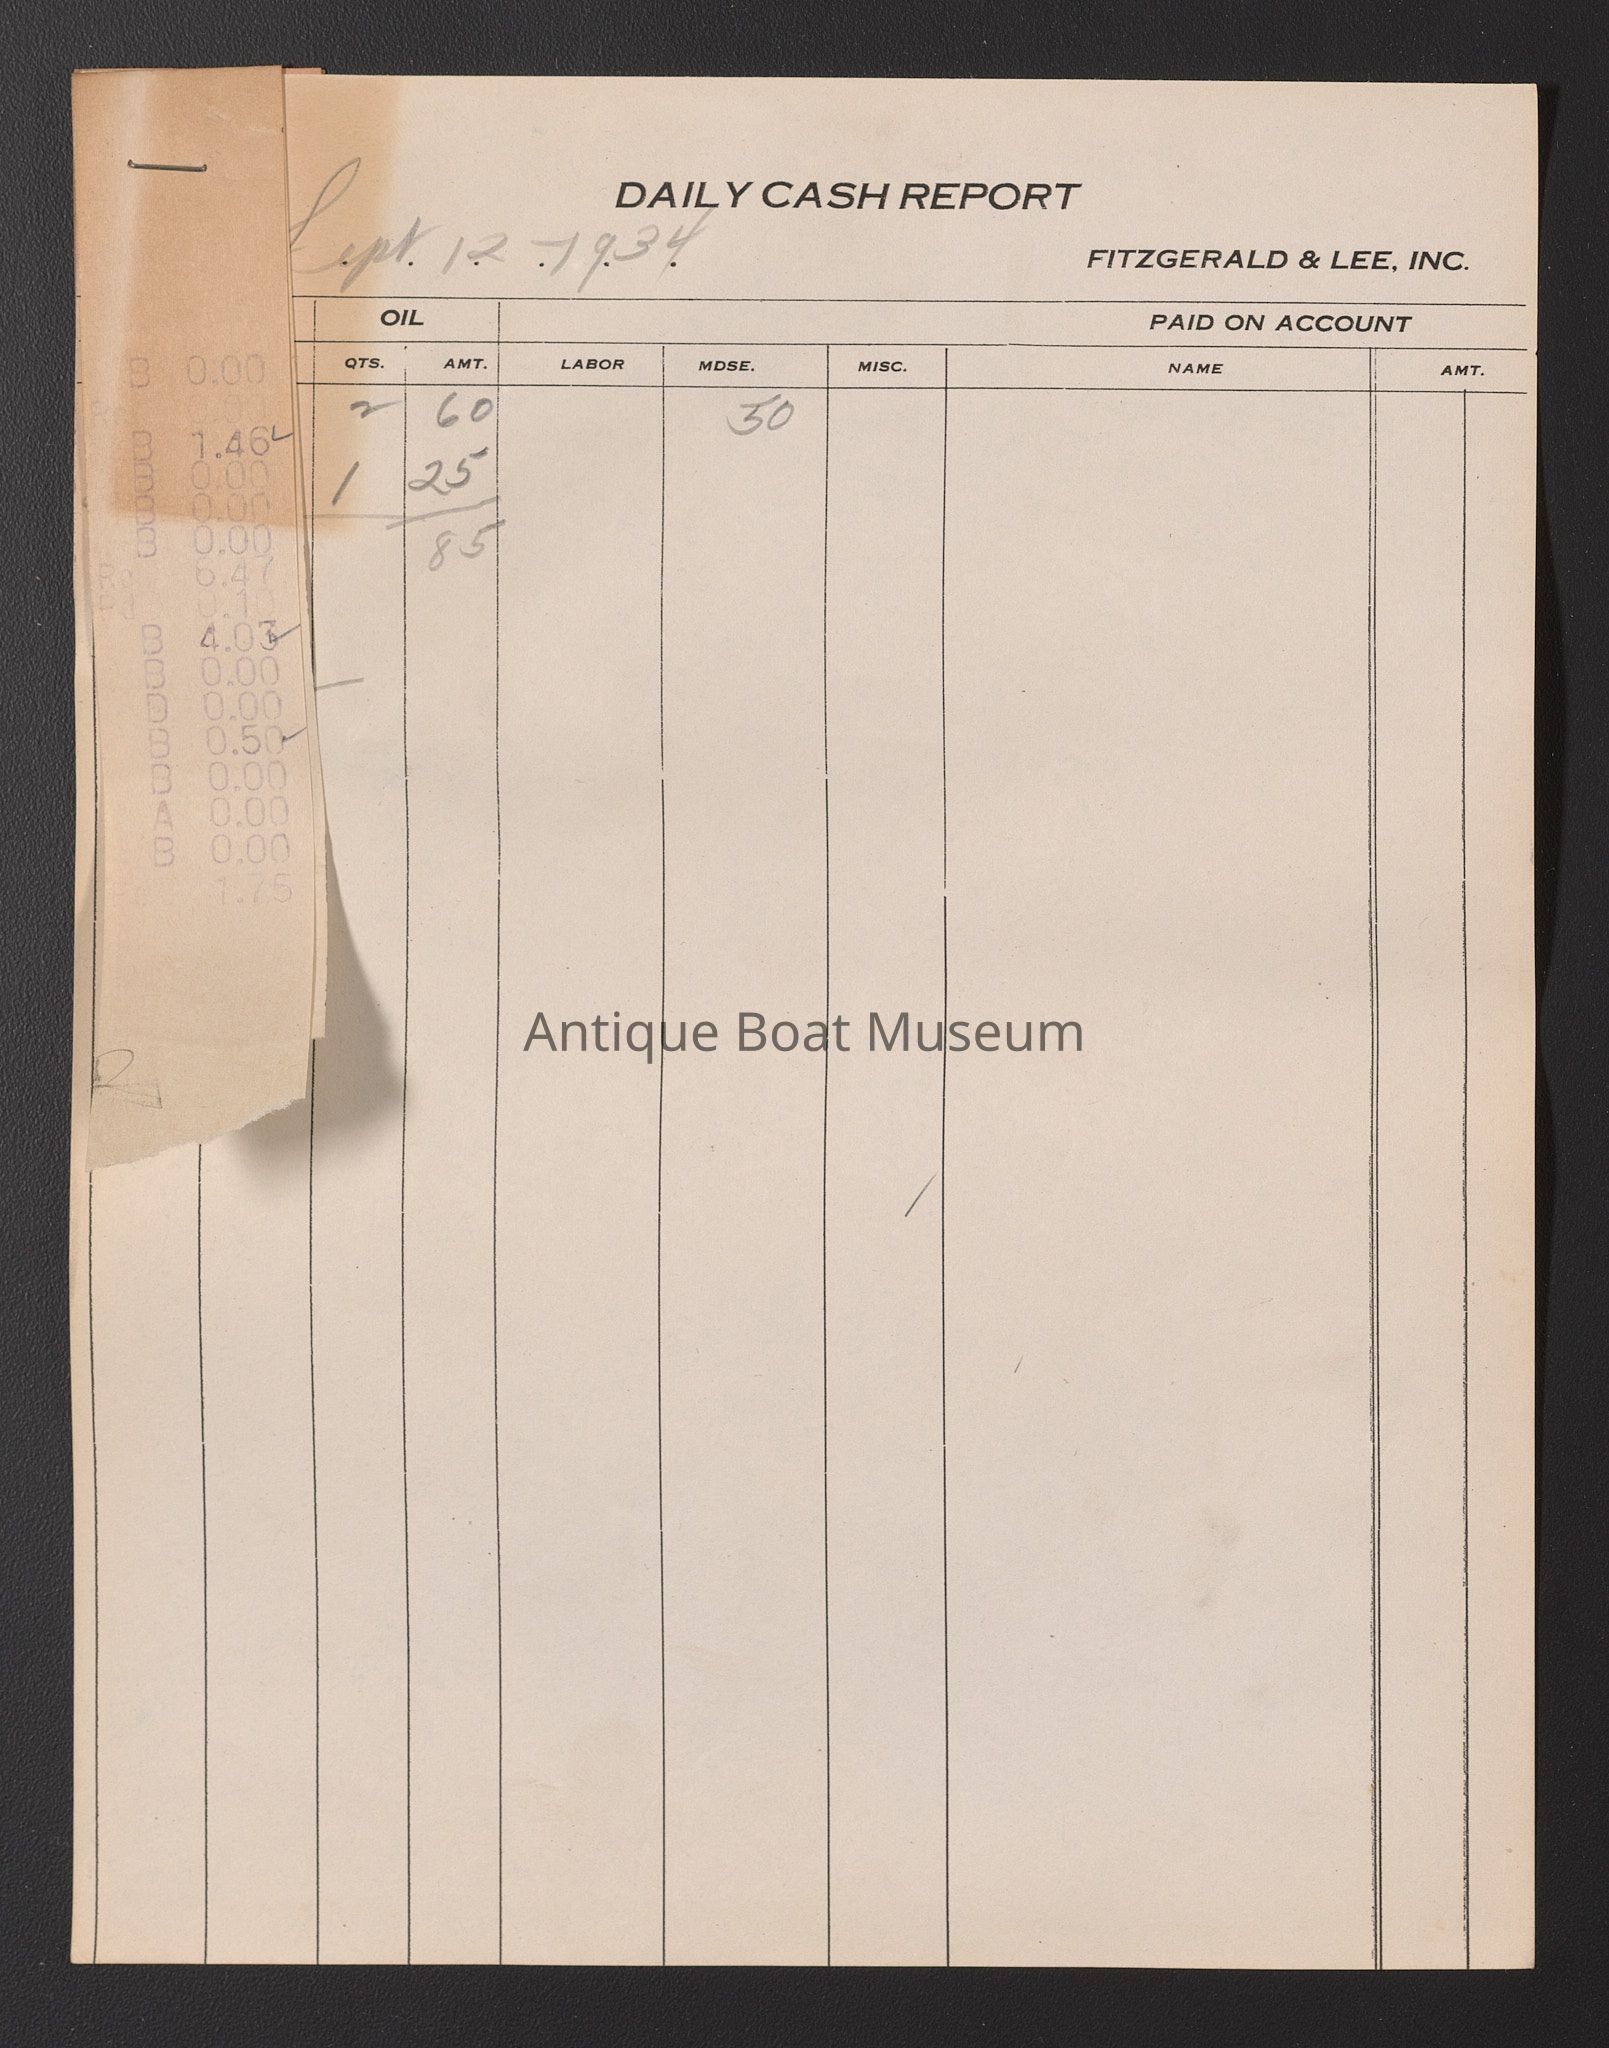 DAILY CASH REPORT
Sept. 12 - 1934
FITZGERALD & LEE, INC.
OIL PAID ON ACCOUNT
QTS. AMT. LABOR MDSE. MISC. NAME AMT.
2 60 50
1 25
85
B 0.00
B 1.46
B 0.00
B 0.00
B 0.00
6.47
B 4.03
B 0.00
B 0.00
B 0.50
B 0.00
A 0.00
B 0.00
1.75
Antique Boat Museum